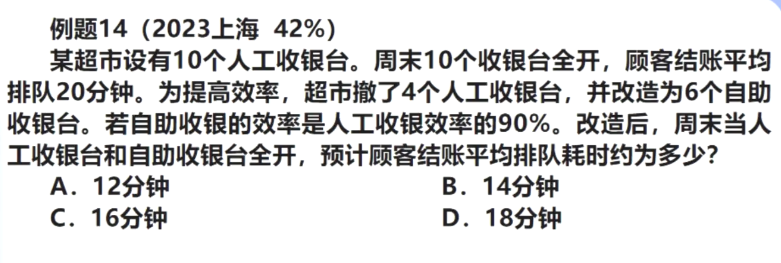 例题14（2023上海 42%）
某超市设有10个人工收银台。周末10个收银台全开，顾客结账平均
排队20分钟。为提高效率，超市撤了4个人工收银台，并改造为6个自助
收银台。若自助收银的效率是人工收银效率的90%。改造后，周末当人
工收银台和自助收银台全开，预计顾客结账平均排队耗时约为多少？
A．12分钟 B．14分钟
C．16分钟 D．18分钟